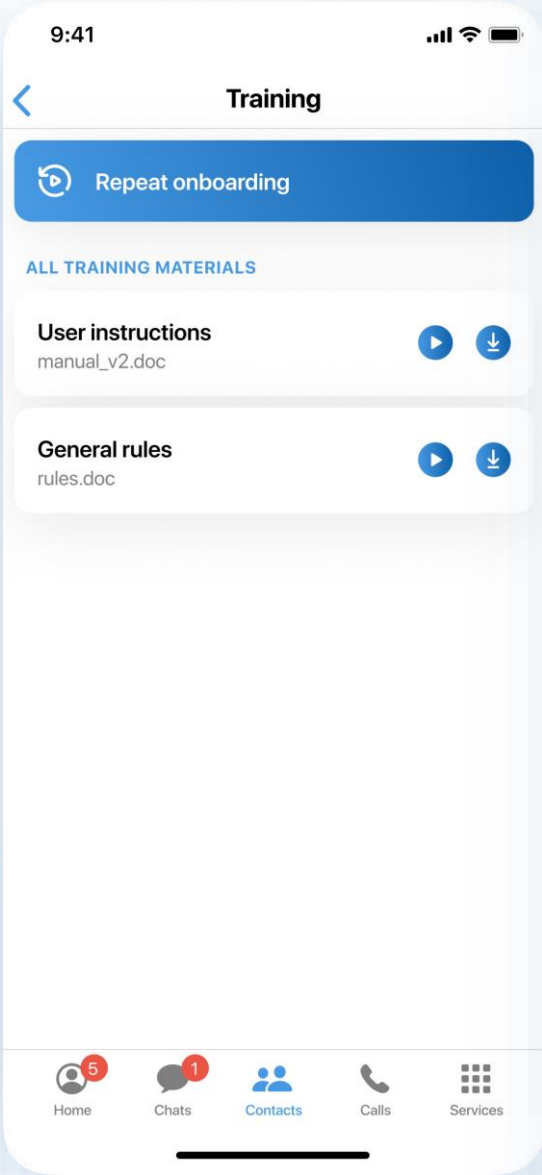 9:41
Training
Repeat onboarding
ALL TRAINING MATERIALS
User instructions
manual_v2.doc
General rules
rules.doc
5
1
Home
Chats
Contacts
Calls
Services